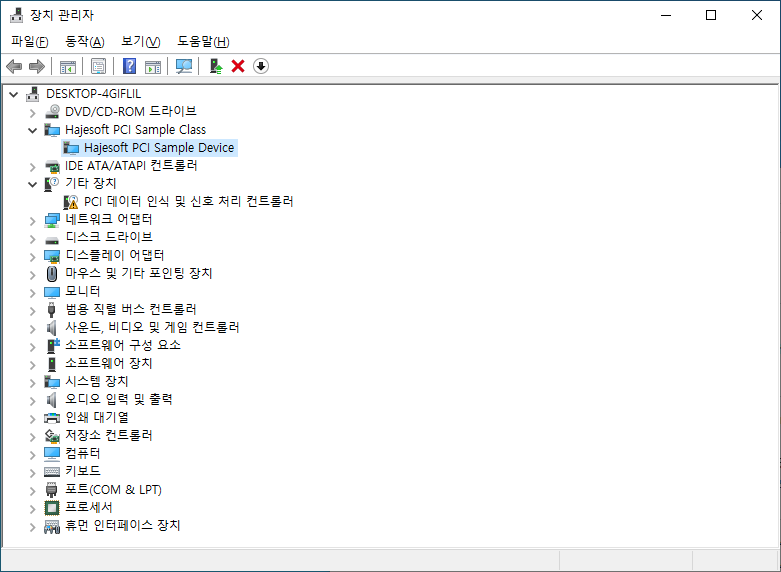 장치 관리자
파일(F) 동작(A) 보기(V) 도움말(H)
DESKTOP-4GIFLIL
DVD/CD-ROM 드라이브
Hajesoft PCI Sample Class
Hajesoft PCI Sample Device
IDE ATA/ATAPI 컨트롤러
기타 장치
PCI 데이터 인식 및 신호 처리 컨트롤러
네트워크 어댑터
디스크 드라이브
디스플레이 어댑터
마우스 및 기타 포인팅 장치
모니터
범용 직렬 버스 컨트롤러
사운드, 비디오 및 게임 컨트롤러
소프트웨어 구성 요소
소프트웨어 장치
시스템 장치
오디오 입력 및 출력
인쇄 대기열
저장소 컨트롤러
컴퓨터
키보드
포트(COM & LPT)
프로세서
휴먼 인터페이스 장치